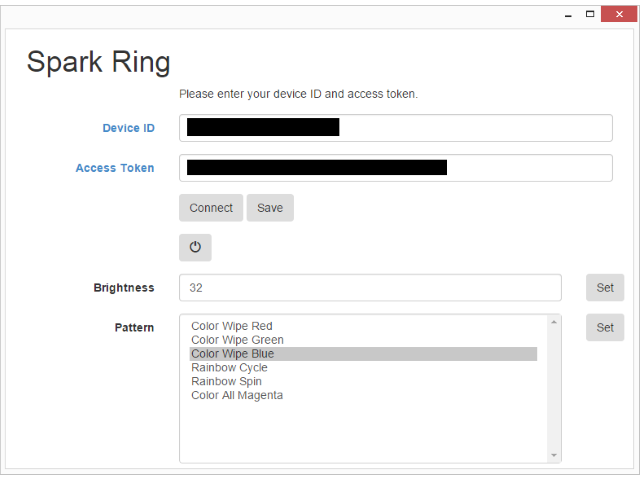 Spark Ring
Please enter your device ID and access token.
Device ID
Access Token
Connect Save
Brightness 32 Set
Pattern Set
Color Wipe Red
Color Wipe Green
Color Wipe Blue
Rainbow Cycle
Rainbow Spin
Color All Magenta